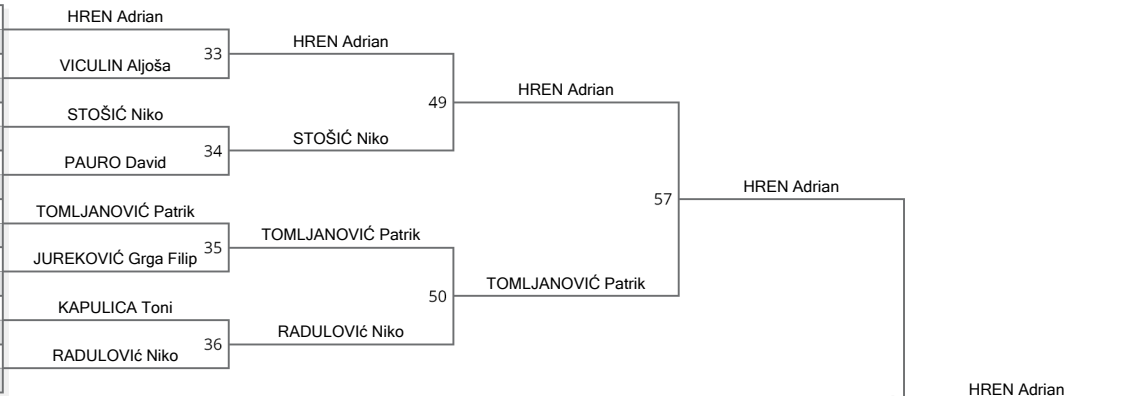 HREN Adrian
33
VICULIN Aljoša
HREN Adrian
49
STOŠIĆ Niko
34
PAURO David
STOŠIĆ Niko
HREN Adrian
57
TOMLJANOVIĆ Patrik
35
JUREKOVIĆ Grga Filip
TOMLJANOVIĆ Patrik
50
KAPULICA Toni
36
RADULOVIć Niko
RADULOVIć Niko
TOMLJANOVIĆ Patrik
HREN Adrian
HREN Adrian